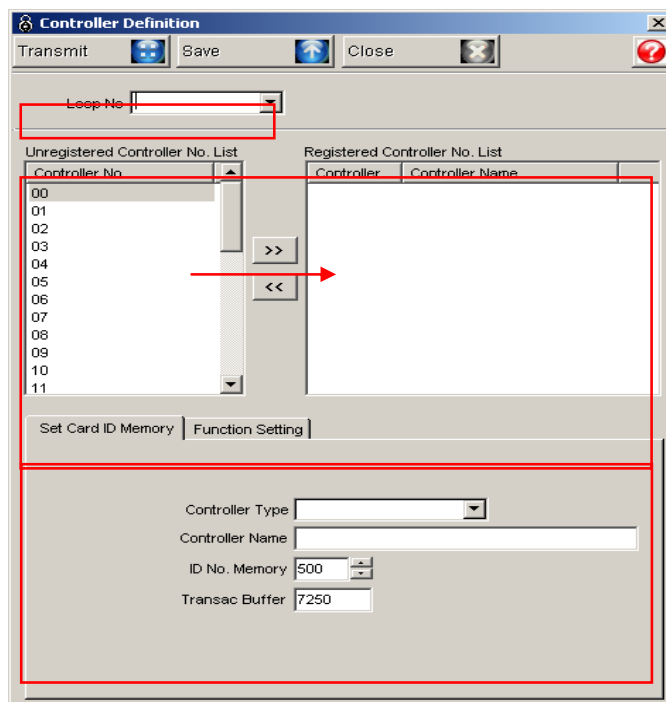 Controller Definition
Transmit Save Close
Loop No
Unregistered Controller No. List Registered Controller No. List
Controller No Controller Controller Name
00
01
02
03
>>
04
05
<<
06
07
08
09
10
11
Set Card ID Memory Function Setting
Controller Type
Controller Name
ID No. Memory 500
Transac Buffer 7250